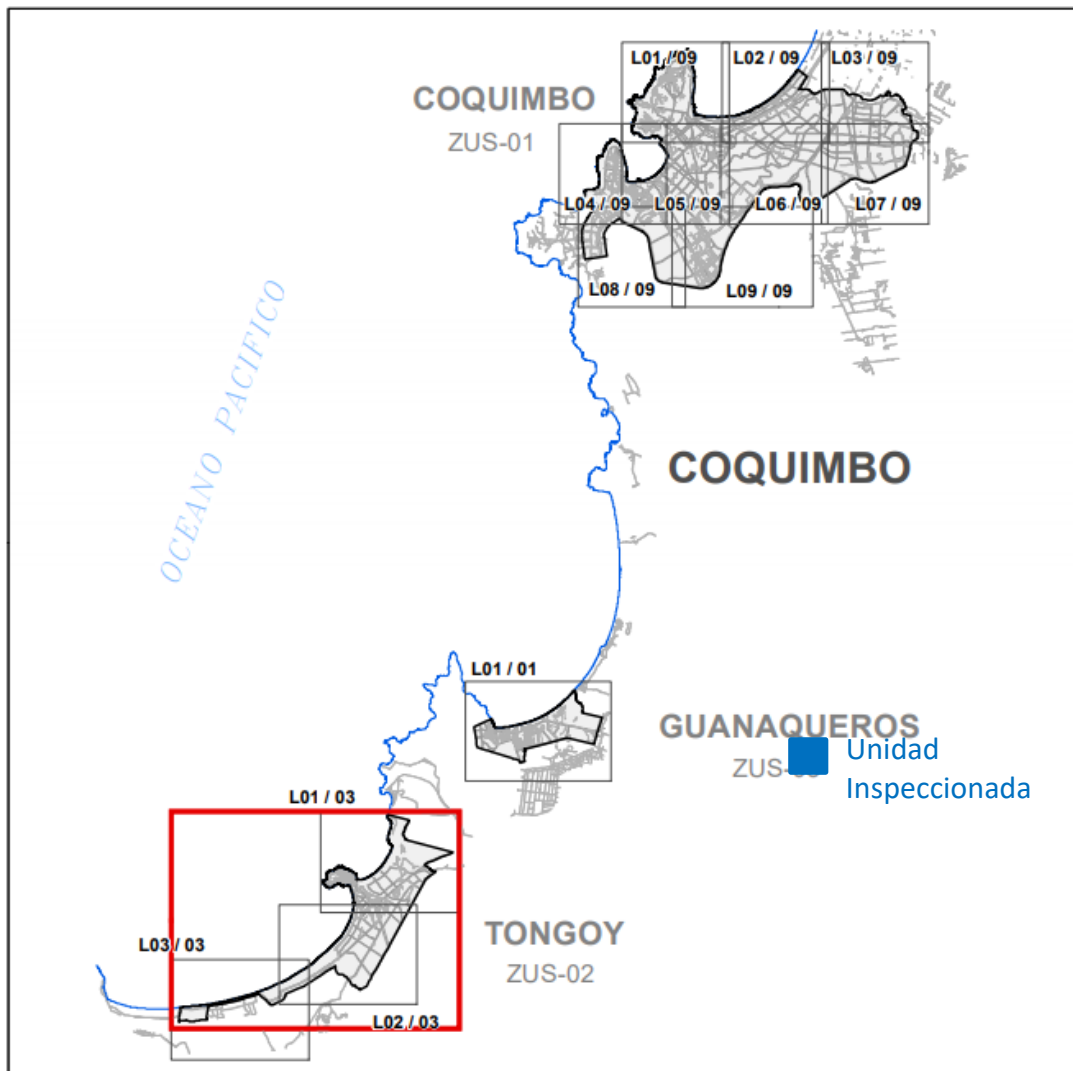 L01 / 09
L02 / 09
L03 / 09
COQUIMBO
ZUS-01
L04 / 09
L05 / 09
L06 / 09
L07 / 09
L08 / 09
L09 / 09
OCEANO PACIFICO
COQUIMBO
L01 / 01
GUANAQUEROS
ZUS-
Unidad
Inspeccionada
L01 / 03
TONGOY
ZUS-02
L03 / 03
L02 / 03